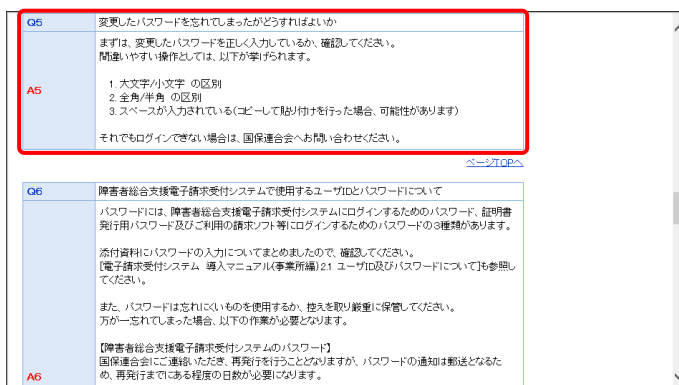 Q5 変更したパスワードを忘れてしまったがどうすればよいか
まずは、変更したパスワードを正しく入力しているか、確認してください。
間違いやすい操作としては、以下が挙げられます。
A5
1. 大文字/小文字 の区別
2. 全角/半角 の区別
3. スペースが入力されている(コピーして貼り付けを行った場合、可能性があります)
それでもログインできない場合は、国保連合会へお問い合わせください。
ページTOPへ
Q6 障害者総合支援電子請求受付システムで使用するユーザIDとパスワードについて
パスワードには、障害者総合支援電子請求受付システムにログインするためのパスワード、証明書
発行用パスワード及びご利用の請求ソフト等にログインするためのパスワードの3種類があります。
添付資料にパスワードの入力についてまとめましたので、確認してください。
[電子請求受付システム 導入マニュアル(事業所編)2.1 ユーザID及びパスワードについて]も参照し
てください。
また、パスワードは忘れにくいものを使用するか、控えを取り厳重に保管してください。
万が一忘れてしまった場合、以下の作業が必要となります。
【障害者総合支援電子請求受付システムのパスワード】
国保連合会にご連絡いただき、再発行を行うこととなりますが、パスワードの通知は郵送となるた
A6 め、再発行までにある程度の日数が必要になります。